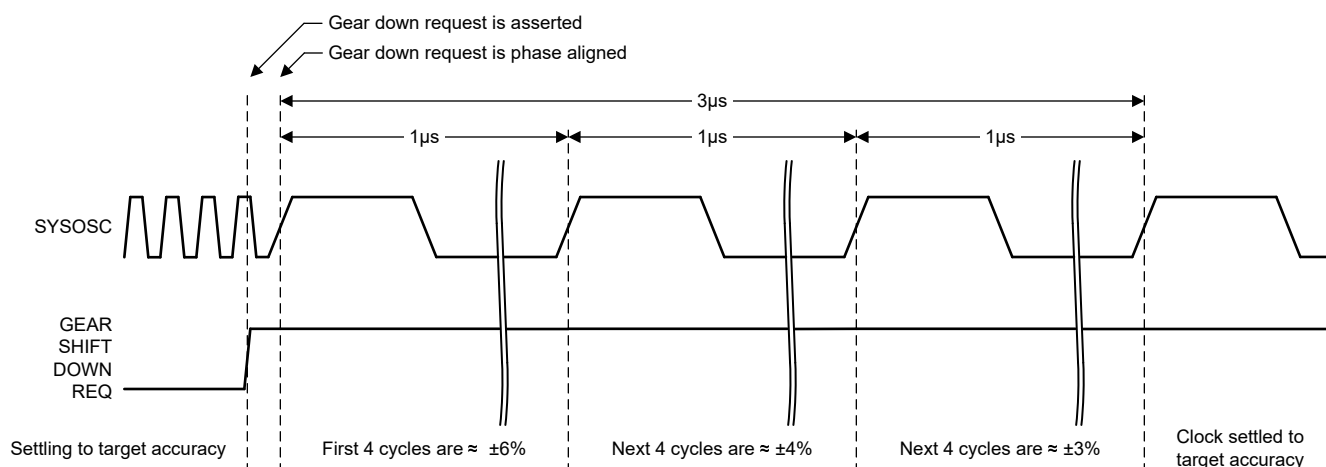 Gear down request is asserted
Gear down request is phase aligned
3µs
1µs
1µs
1µs
SYSOSC
GEAR
SHIFT
DOWN
REQ
Settling to target accuracy
First 4 cycles are ≈ ±6%
Next 4 cycles are ≈ ±4%
Next 4 cycles are ≈ ±3%
Clock settled to
target accuracy